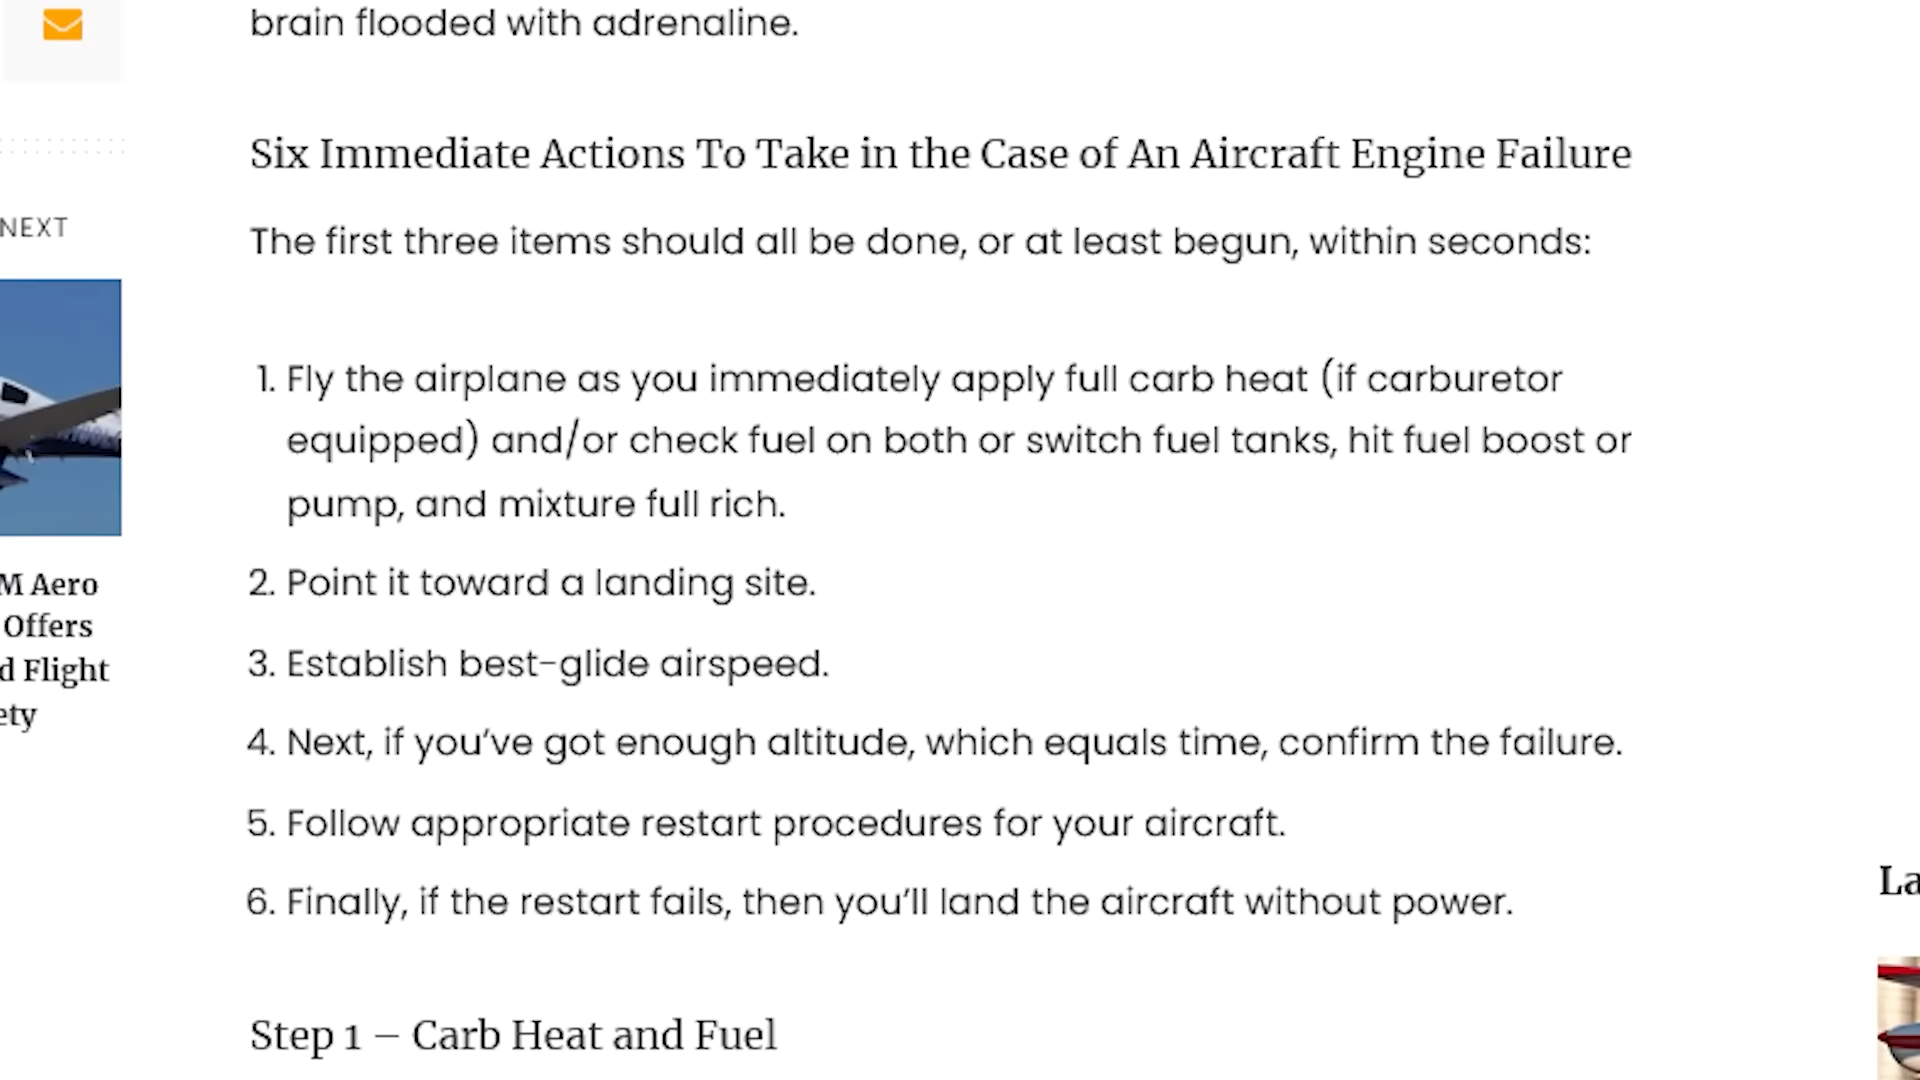 brain flooded with adrenaline.
Six Immediate Actions To Take in the Case of An Aircraft Engine Failure
The first three items should all be done, or at least begun, within seconds:
1. Fly the airplane as you immediately apply full carb heat (if carburetor
equipped) and/or check fuel on both or switch fuel tanks, hit fuel boost or
pump, and mixture full rich.
2. Point it toward a landing site.
3. Establish best-glide airspeed.
4. Next, if you’ve got enough altitude, which equals time, confirm the failure.
5. Follow appropriate restart procedures for your aircraft.
6. Finally, if the restart fails, then you’ll land the aircraft without power.
Step 1 – Carb Heat and Fuel
NEXT
M Aero
Offers
d Flight
ety
La